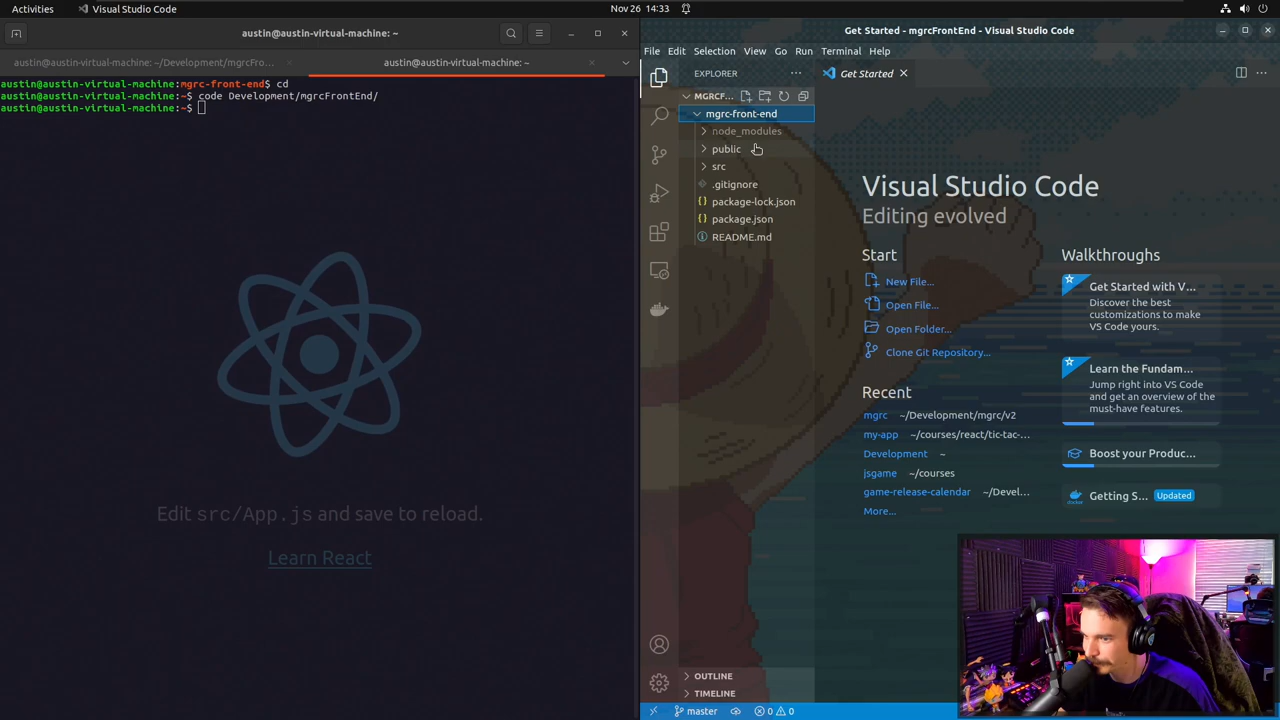 Activities
Visual Studio Code
Nov 26 14:33
austin@austin-virtual-machine: ~
austin@austin-virtual-machine: ~/Development/mgrcFro...
austin@austin-virtual-machine: ~
austin@austin-virtual-machine:mgrc-front-end$ cd
austin@austin-virtual-machine:~$ code Development/mgrcFrontEnd/
austin@austin-virtual-machine:~$
Edit src/App.js and save to reload.
Learn React
Get Started - mgrcFrontEnd - Visual Studio Code
File Edit Selection View Go Run Terminal Help
EXPLORER
Get Started
MGRCF...
mgrc-front-end
node_modules
public
src
.gitignore
package-lock.json
package.json
README.md
OUTLINE
TIMELINE
Visual Studio Code
Editing evolved
Start
New File...
Open File...
Open Folder...
Clone Git Repository...
Recent
mgrc ~/Development/mgrc/v2
my-app ~/courses/react/tic-tac-...
Development ~
jsgame ~/courses
game-release-calendar ~/Devel...
More...
Walkthroughs
Get Started with V...
Discover the best
customizations to make
VS Code yours.
Learn the Fundam...
Jump right into VS Code
and get an overview of the
must-have features.
Boost your Produc...
Getting S... Updated
master
0
0